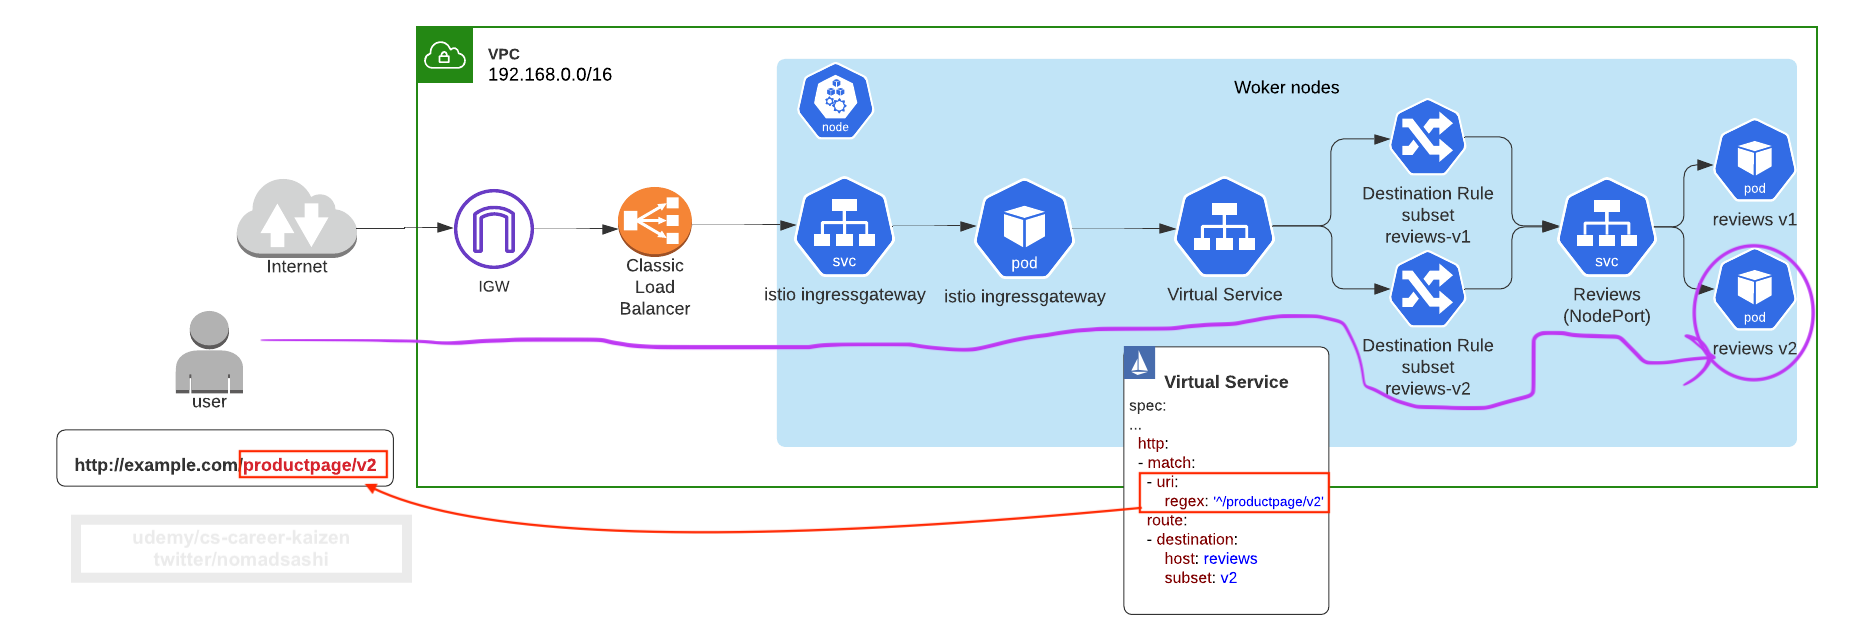 VPC
192.168.0.0/16
Woker nodes
node
Internet
IGW
Classic
Load
Balancer
svc
istio ingressgateway
pod
istio ingressgateway
Virtual Service
Destination Rule
subset
reviews-v1
Destination Rule
subset
reviews-v2
svc
Reviews
(NodePort)
pod
reviews v1
pod
reviews v2
user
http://example.com/productpage/v2
udemy/cs-career-kaizen
twitter/nomadsashi
Virtual Service
spec:
...
http:
- match:
- uri:
regex: '^/productpage/v2'
route:
- destination:
host: reviews
subset: v2